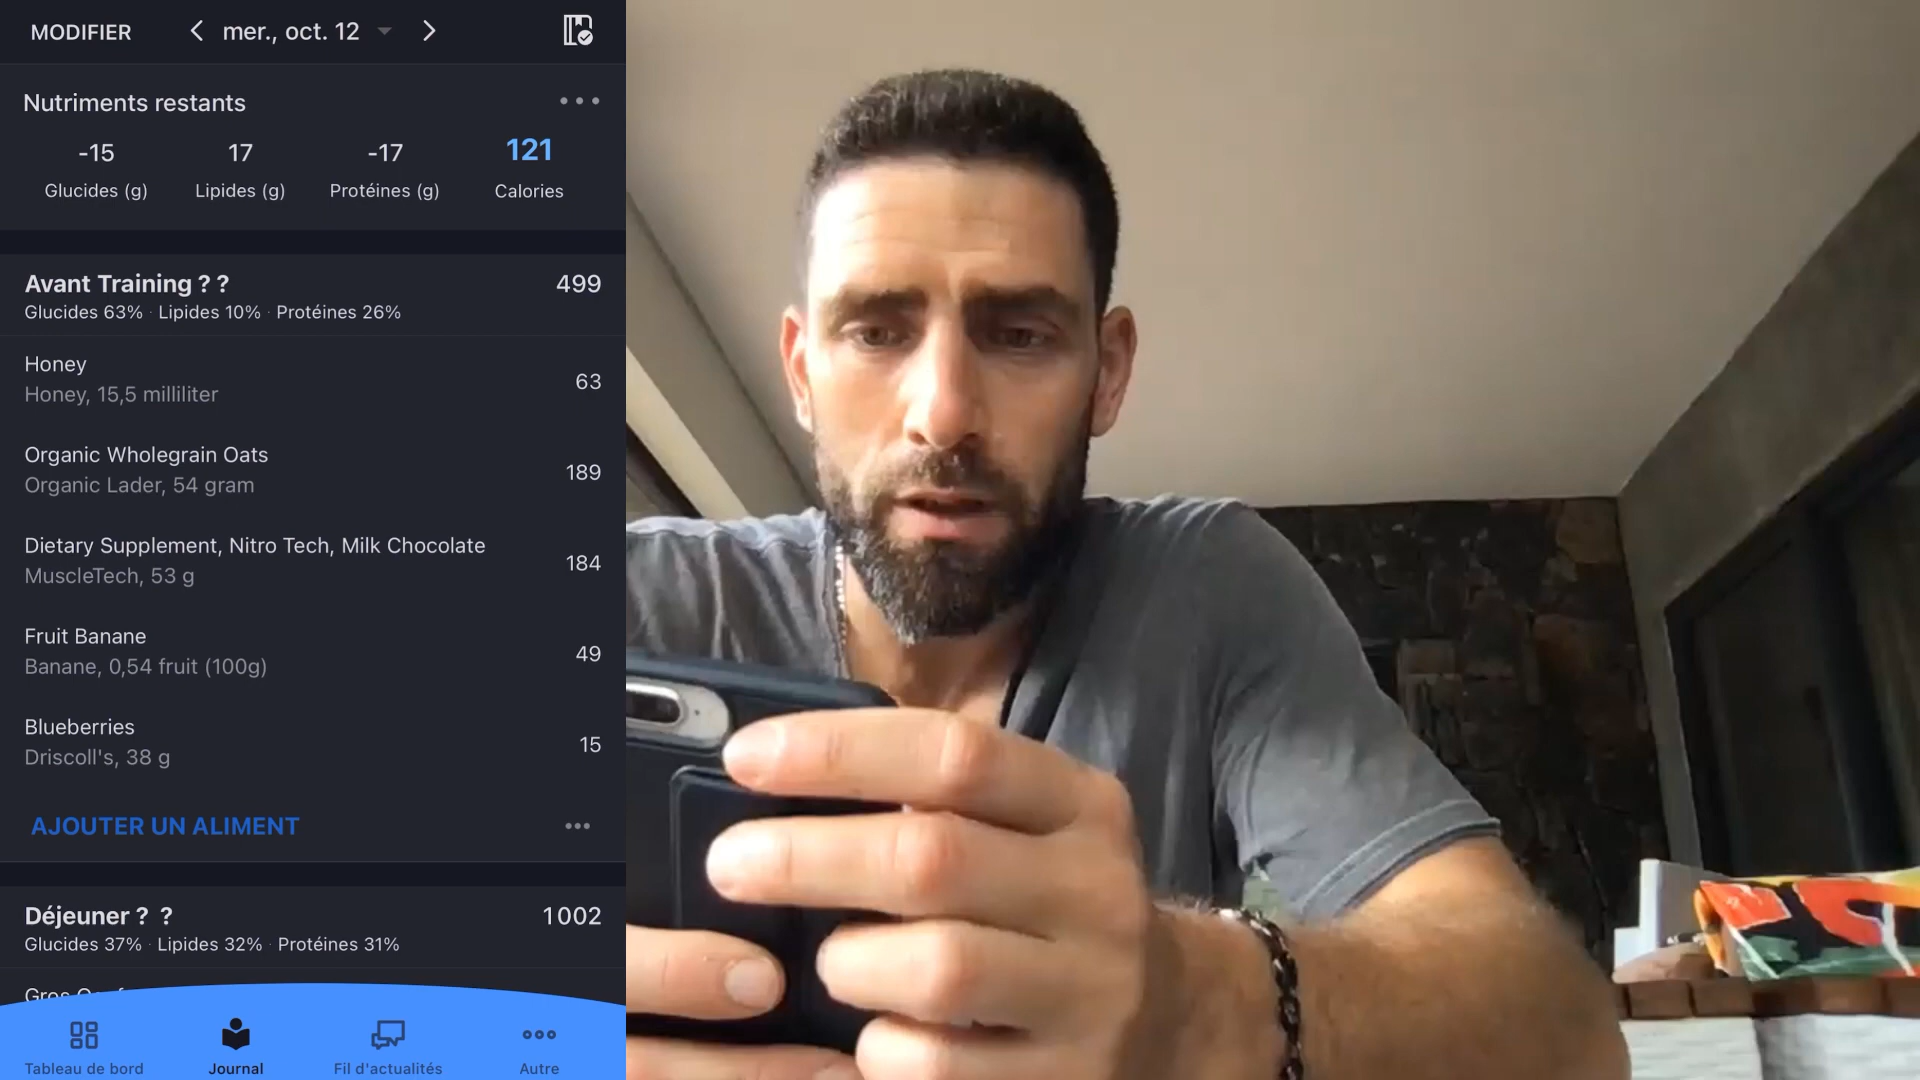 MODIFIER
mer., oct. 12
Nutriments restants
-15
17
-17
121
Glucides (g)
Lipides (g)
Protéines (g)
Calories
Avant Training ? ?
499
Glucides 63% · Lipides 10% · Protéines 26%
Honey
63
Honey, 15,5 milliliter
Organic Wholegrain Oats
189
Organic Lader, 54 gram
Dietary Supplement, Nitro Tech, Milk Chocolate
184
MuscleTech, 53 g
Fruit Banane
49
Banane, 0,54 fruit (100g)
Blueberries
15
Driscoll's, 38 g
AJOUTER UN ALIMENT
Déjeuner ? ?
1 002
Glucides 37% · Lipides 32% · Protéines 31%
Gros
Tableau de bord
Journal
Fil d'actualités
Autre